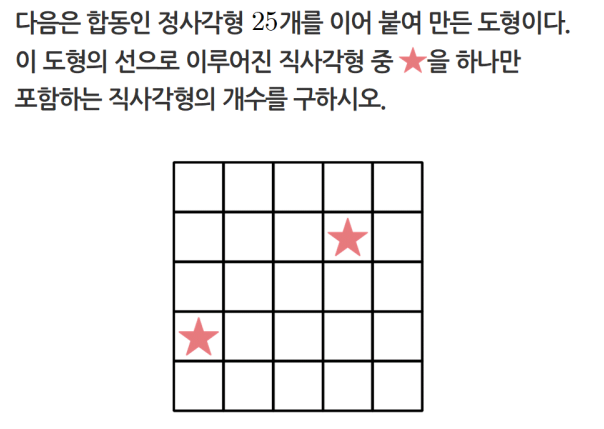 다음은 합동인 정사각형 25개를 이어 붙여 만든 도형이다.
이 도형의 선으로 이루어진 직사각형 중 ★을 하나만
포함하는 직사각형의 개수를 구하시오.